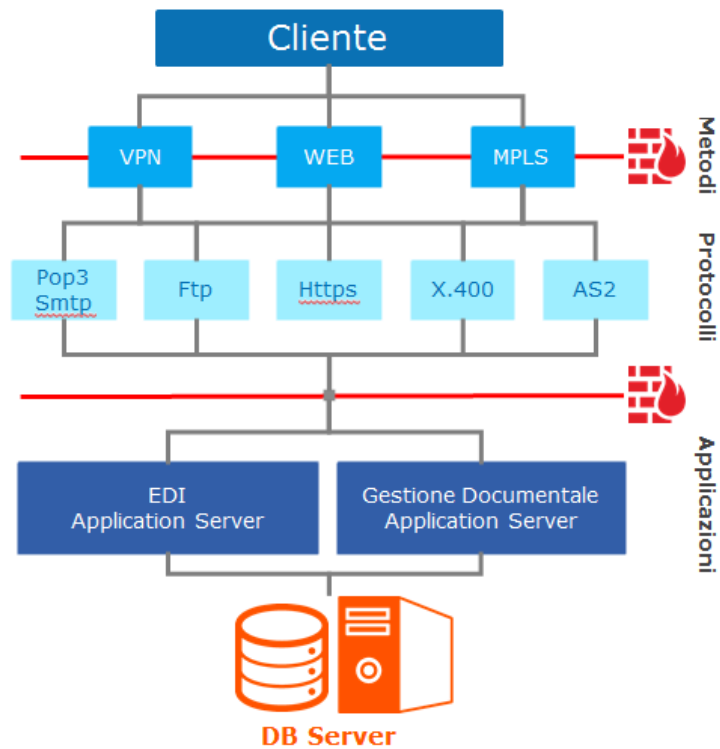 Cliente
VPN
WEB
MPLS
Metodi
Pop3
Smtp
Ftp
Https
X.400
AS2
Protocolli
EDI
Application Server
Gestione Documentale
Application Server
Applicazioni
DB Server